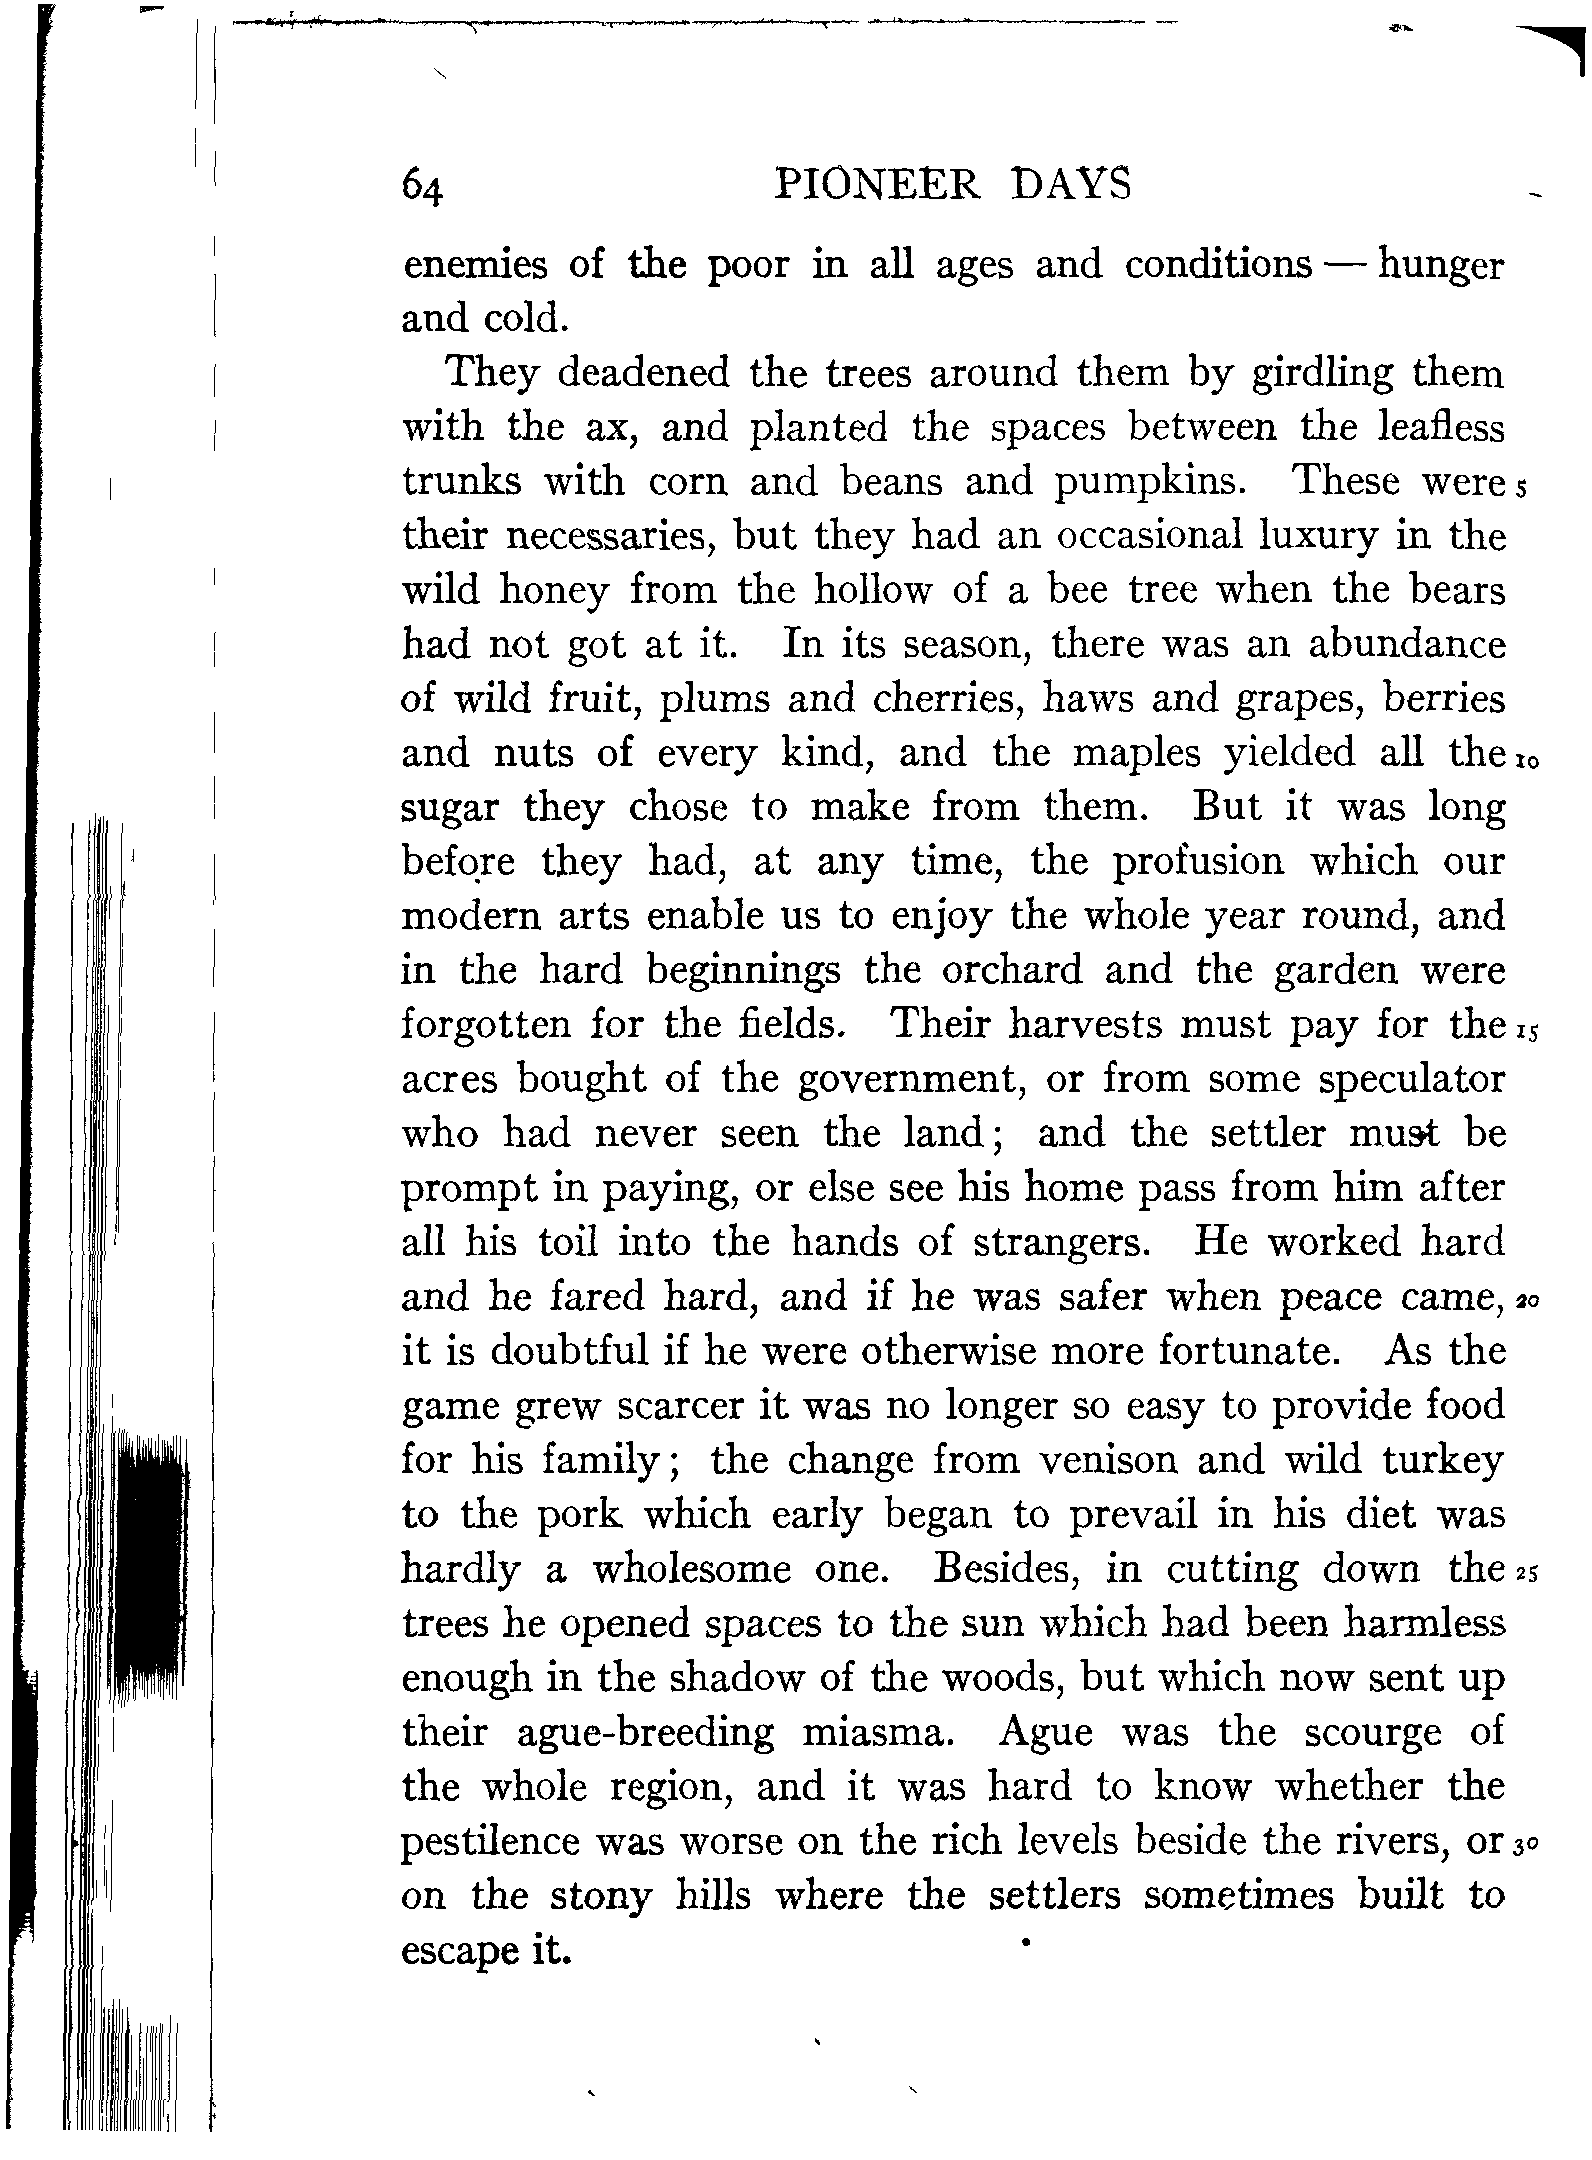 64 PIONEER DAYS
enemies of the poor in all ages and conditions — hunger
and cold.
They deadened the trees around them by girdling them
with the ax, and planted the spaces between the leafless
trunks with corn and beans and pumpkins. These were 5
their necessaries, but they had an occasional luxury in the
wild honey from the hollow of a bee tree when the bears
had not got at it. In its season, there was an abundance
of wild fruit, plums and cherries, haws and grapes, berries
and nuts of every kind, and the maples yielded all the 10
sugar they chose to make from them. But it was long
before they had, at any time, the profusion which our
modern arts enable us to enjoy the whole year round, and
in the hard beginnings the orchard and the garden were
forgotten for the fields. Their harvests must pay for the 15
acres bought of the government, or from some speculator
who had never seen the land; and the settler must be
prompt in paying, or else see his home pass from him after
all his toil into the hands of strangers. He worked hard
and he fared hard, and if he was safer when peace came, 20
it is doubtful if he were otherwise more fortunate. As the
game grew scarcer it was no longer so easy to provide food
for his family; the change from venison and wild turkey
to the pork which early began to prevail in his diet was
hardly a wholesome one. Besides, in cutting down the 25
trees he opened spaces to the sun which had been harmless
enough in the shadow of the woods, but which now sent up
their ague-breeding miasma. Ague was the scourge of
the whole region, and it was hard to know whether the
pestilence was worse on the rich levels beside the rivers, or 30
on the stony hills where the settlers sometimes built to
escape it.